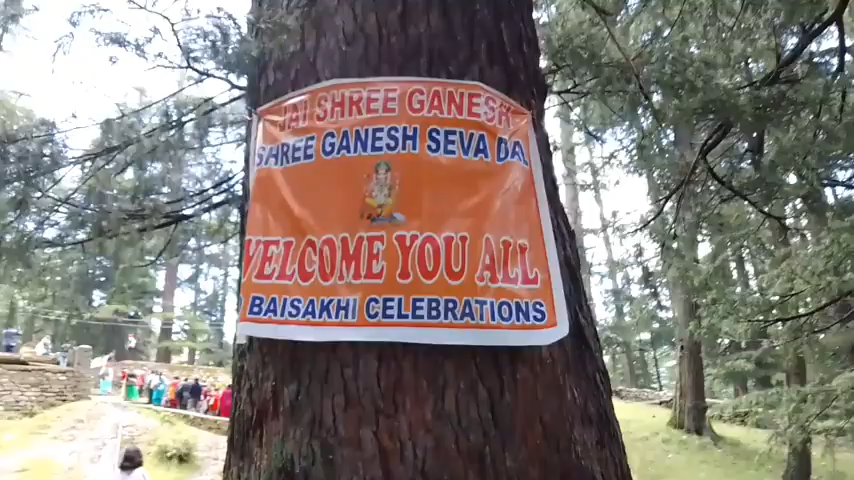 JAI SHREE GANESH
SHREE GANESH SEVA DAL
WELCOME YOU ALL
BAISAKHI CELEBRATIONS